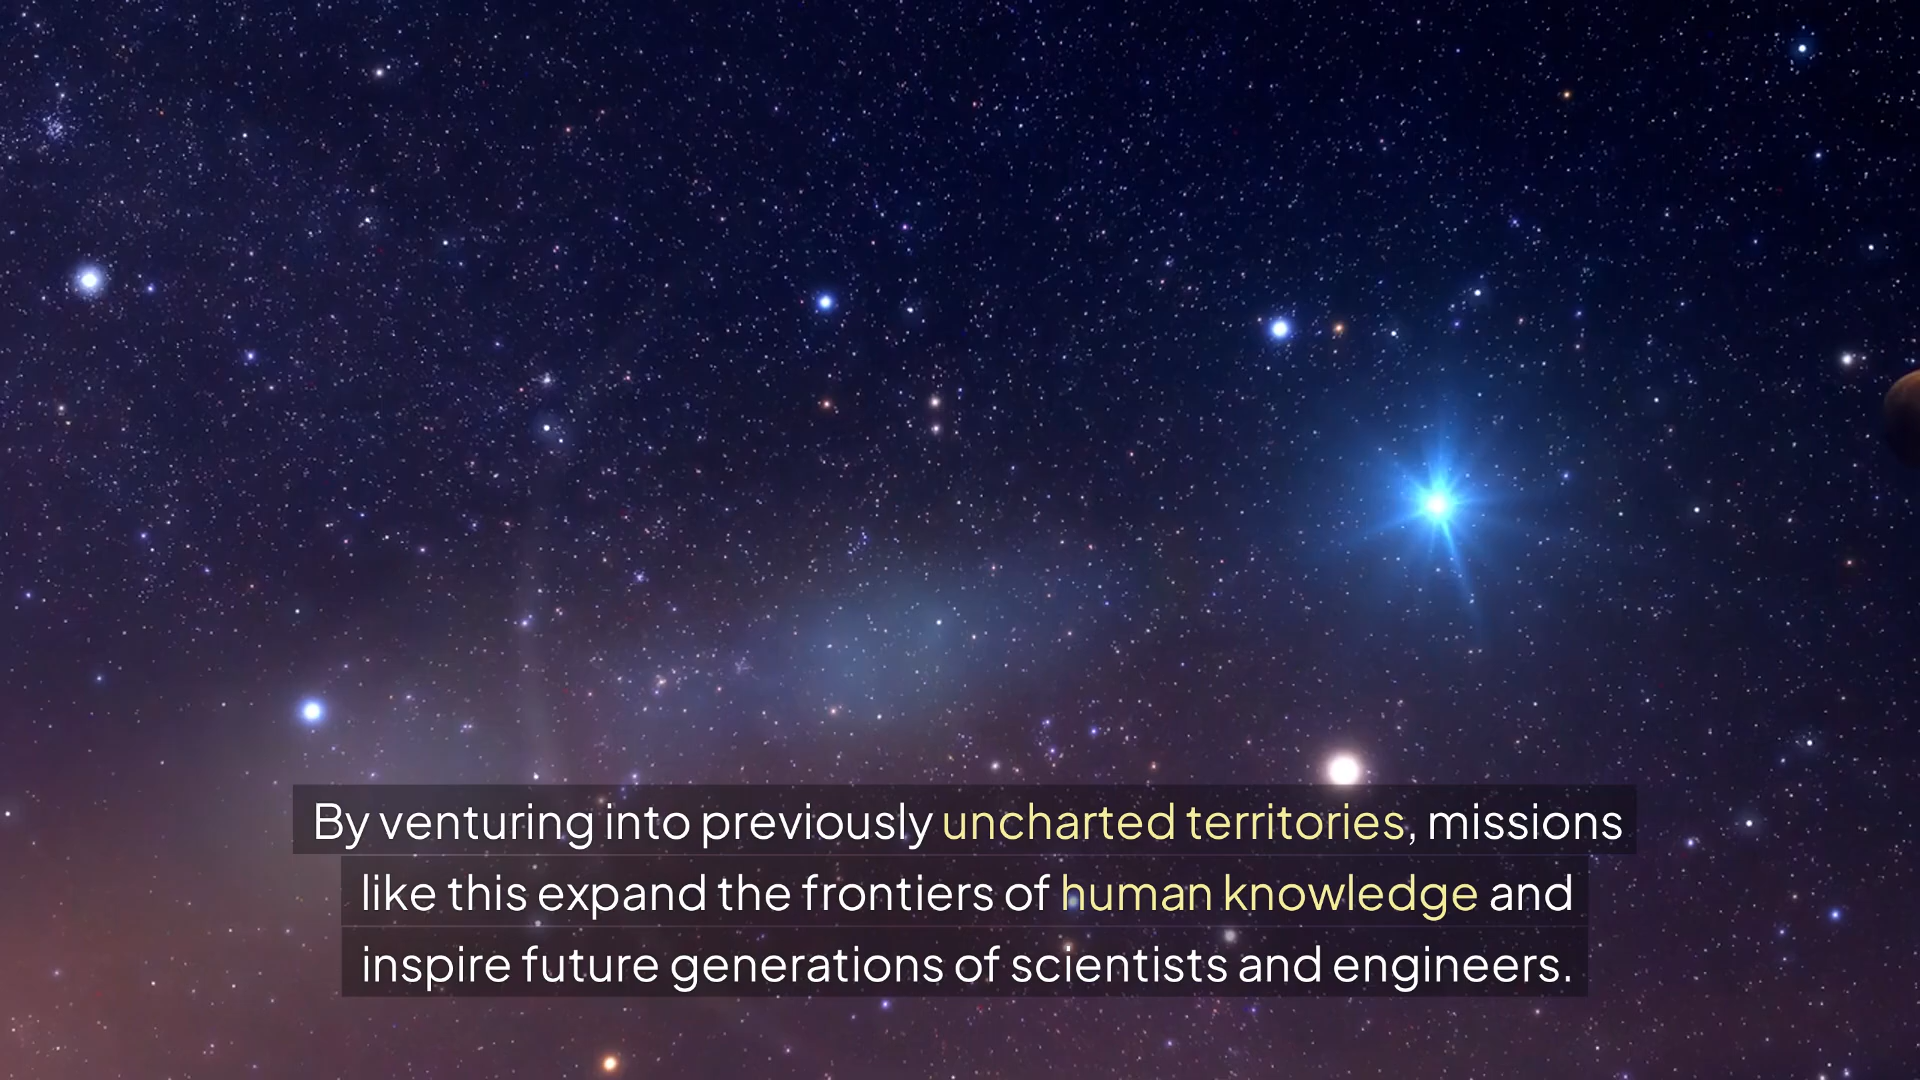 By venturing into previously uncharted territories, missions
like this expand the frontiers of human knowledge and
inspire future generations of scientists and engineers.